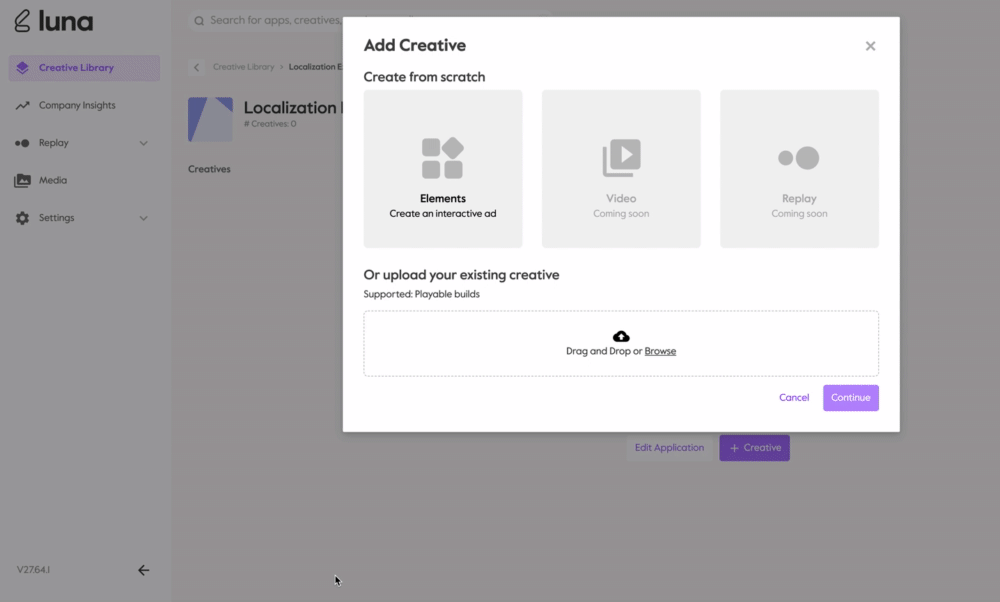 luna
Search for apps, creatives,
Creative Library
Company Insights
Replay
Media
Settings
V27.64.1
Creative Library > Localization E
Localization
# Creatives: 0
Creatives
Add Creative
Create from scratch
Elements
Create an interactive ad
Video
Coming soon
Replay
Coming soon
Or upload your existing creative
Supported: Playable builds
Drag and Drop or Browse
Cancel
Continue
Edit Application
+ Creative